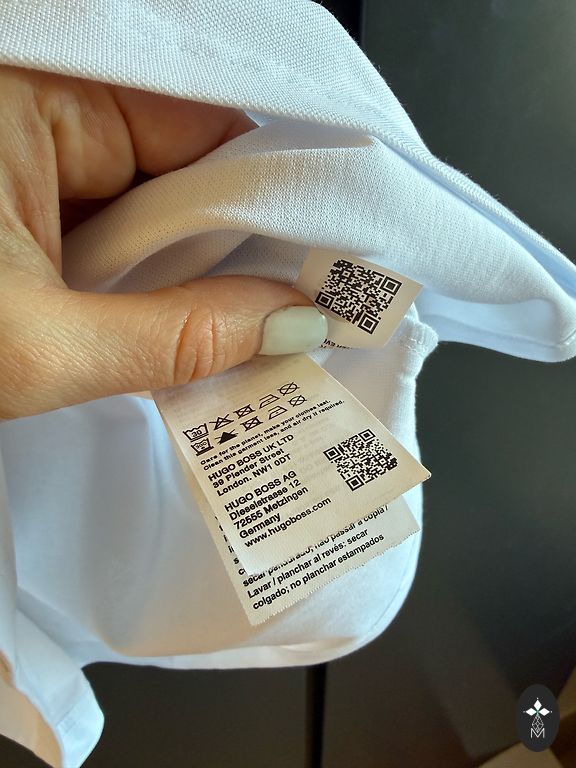 30
Care for the planet, make your clothes last.
Clean this garment less, and air dry if required.
HUGO BOSS UK LTD
39 Plender Street
London. NW1 0DT
HUGO BOSS AG
Dieselstrasse 12
72555 Metzingen
Germany
www.hugoboss.com
secar pendurado; não passar a copia /
Lavar / planchar al revés: secar
colgado; no planchar estampados
M